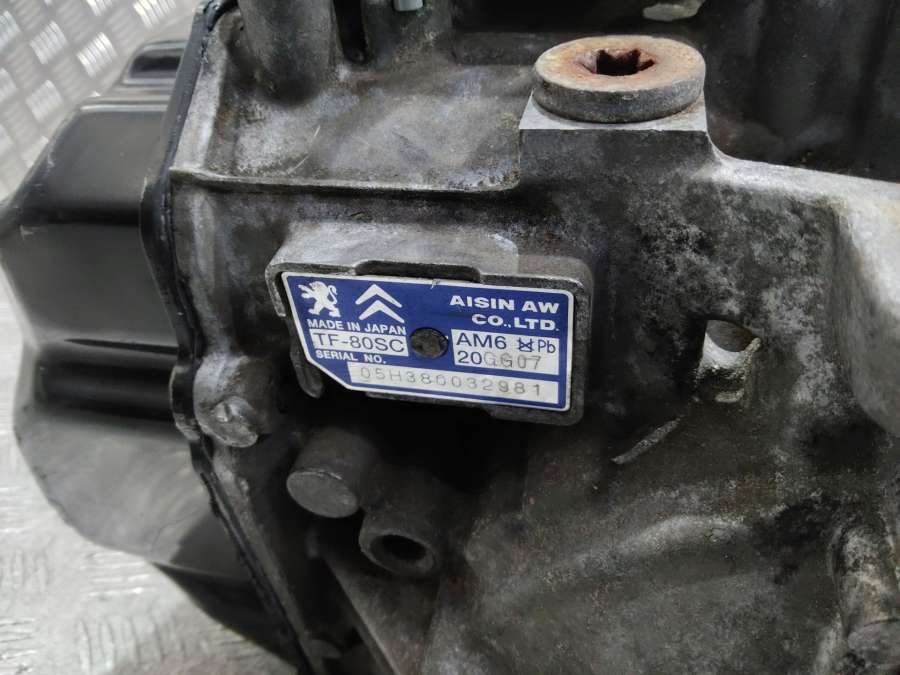 AISIN AW
CO.,LTD.
MADE IN JAPAN
TF-80SC
AM6 Pb
20GG07
SERIAL NO.
05H380032981